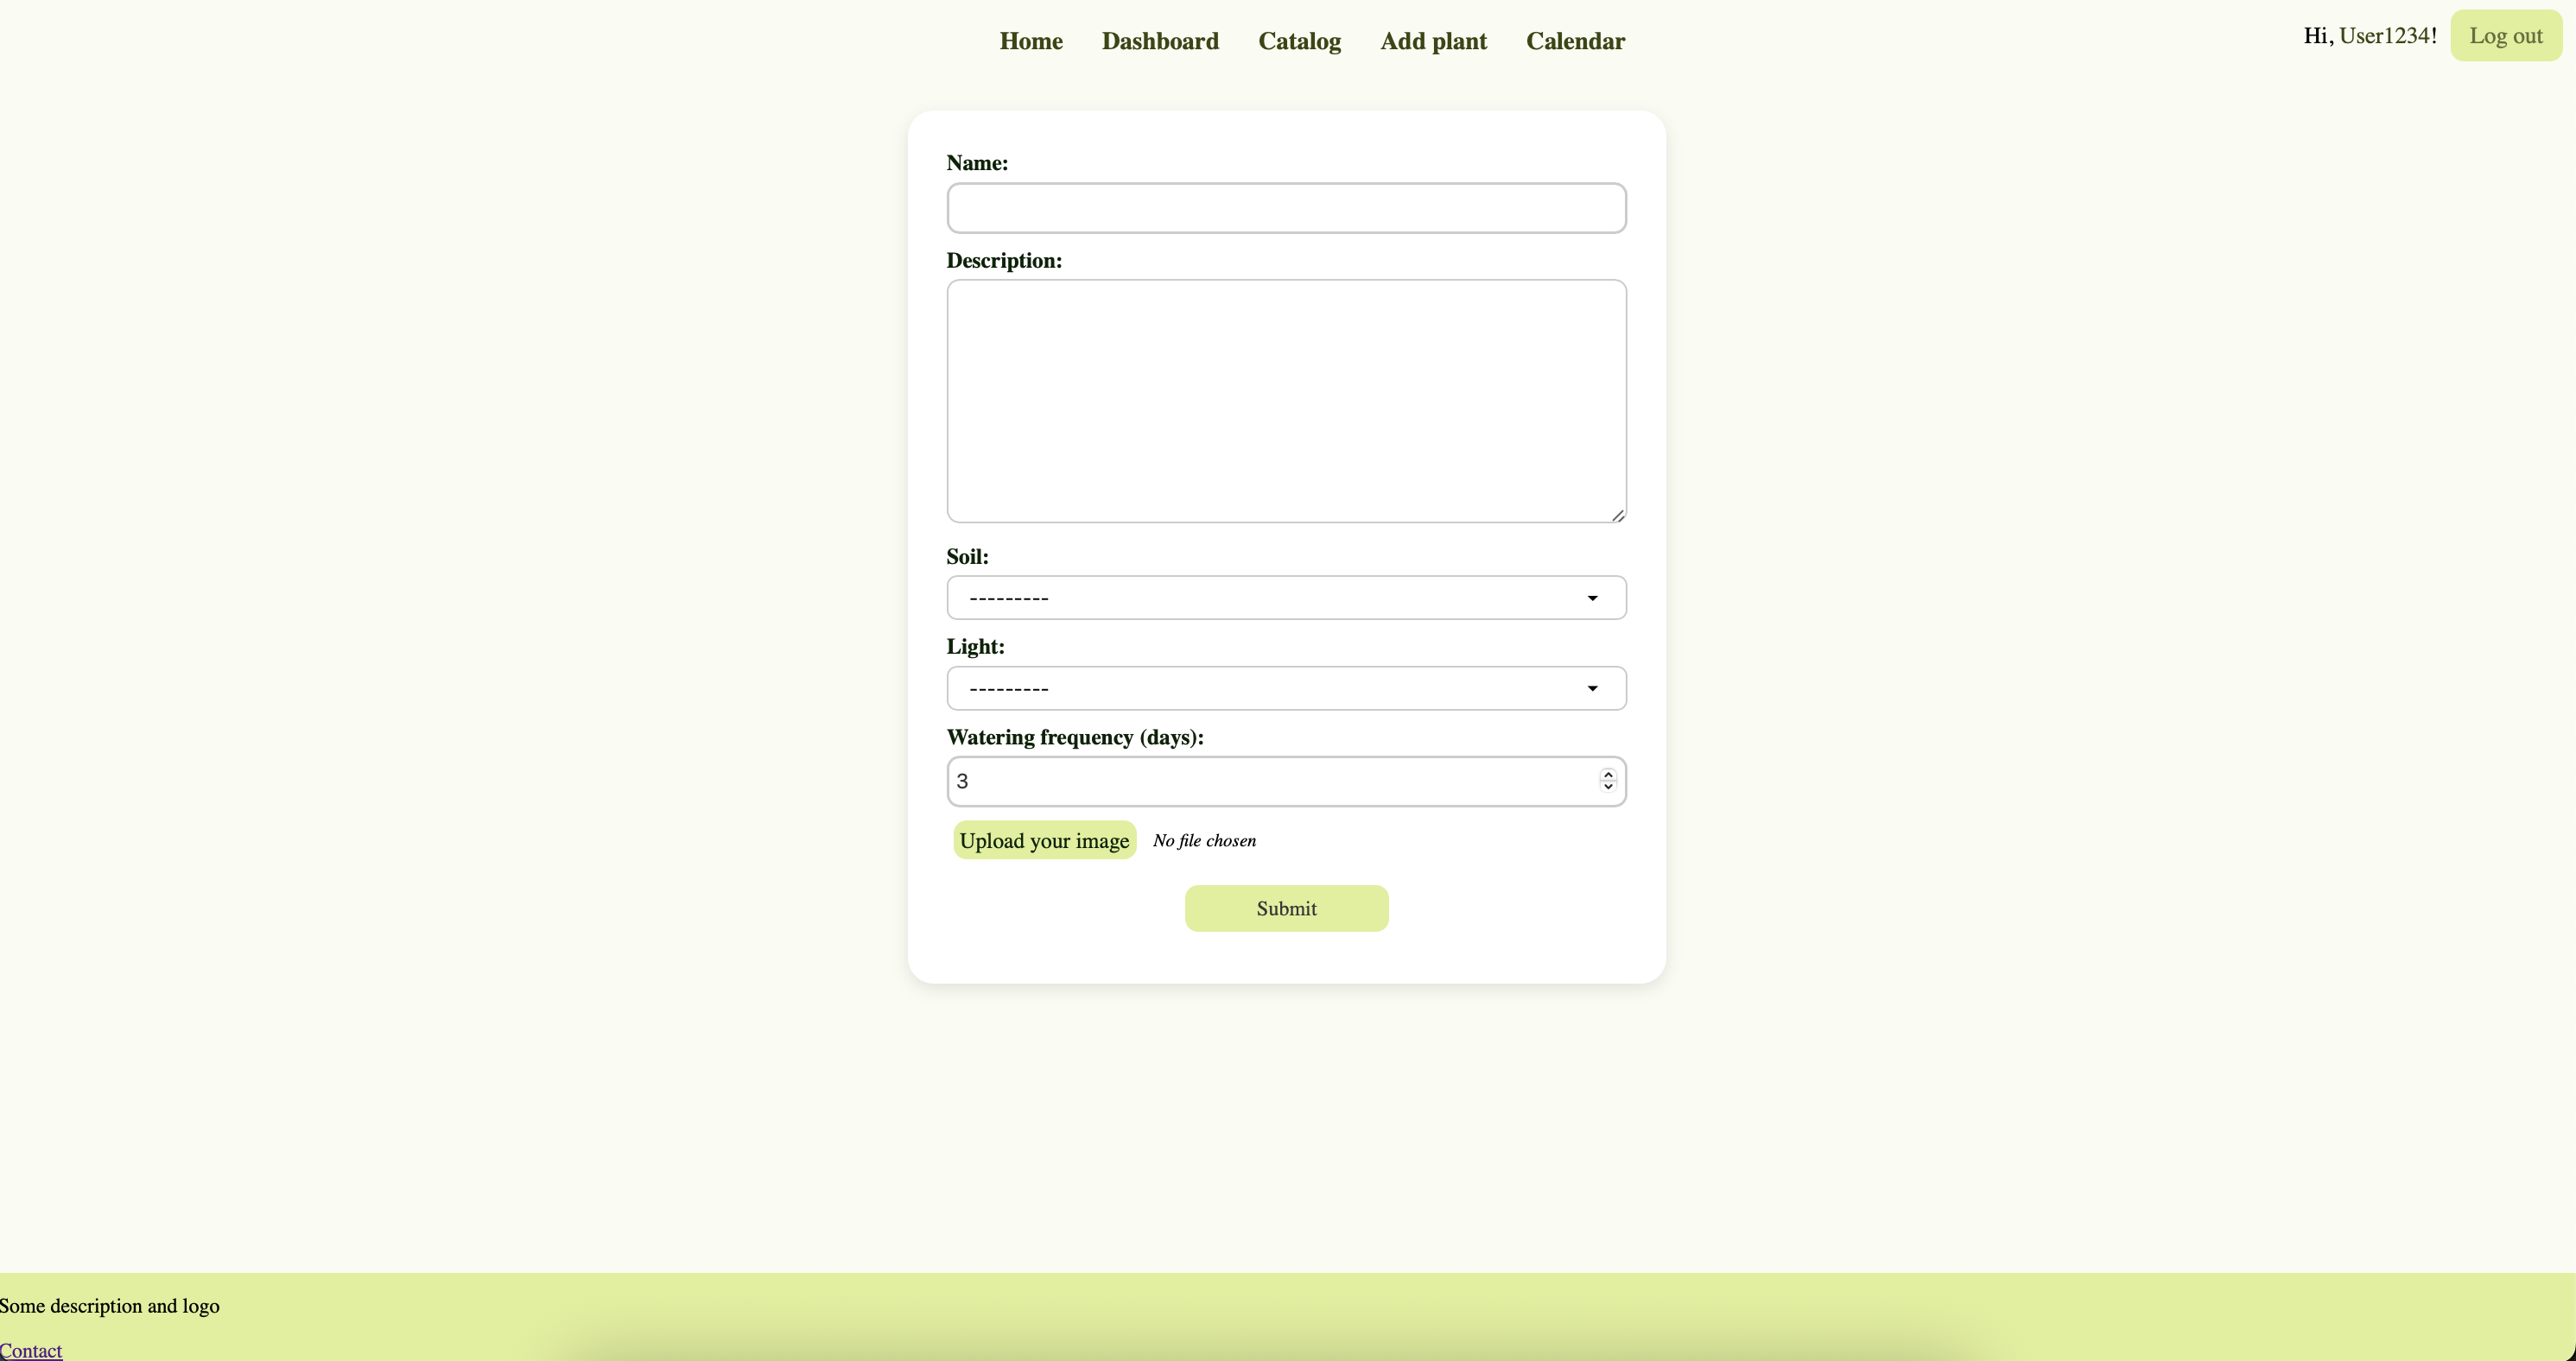 Home Dashboard Catalog Add plant Calendar
Hi, User1234! Log out
Name:
Description:
Soil:
---------
Light:
---------
Watering frequency (days):
3
Upload your image No file chosen
Submit
Some description and logo
Contact